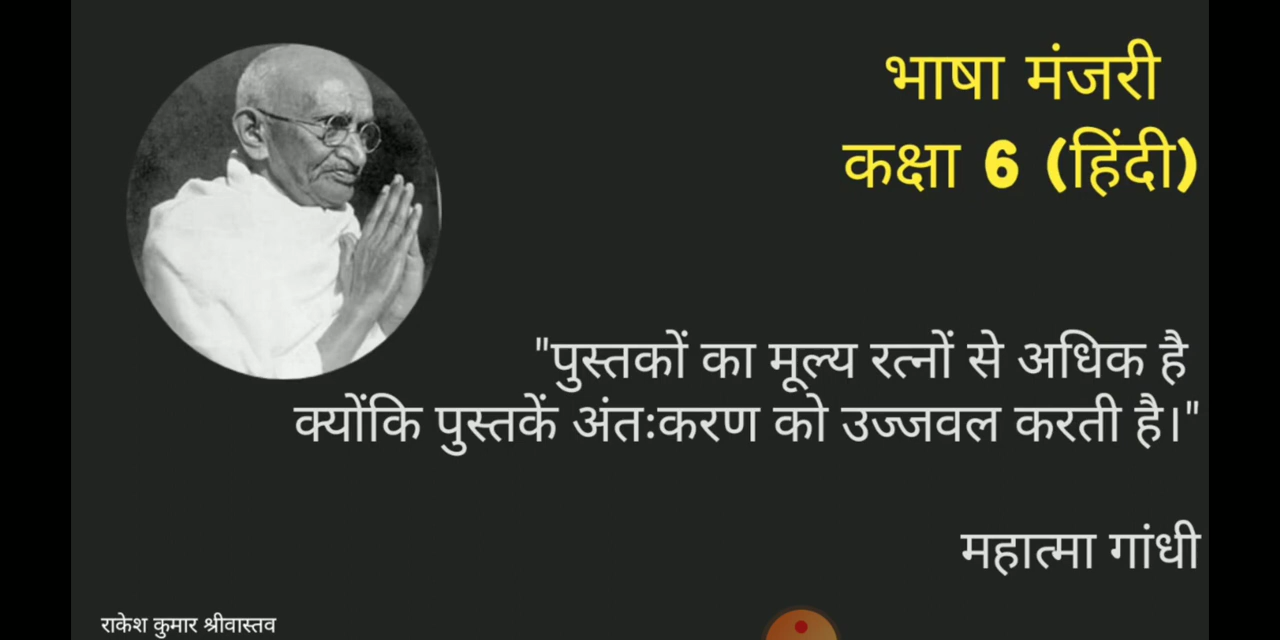 भाषा मंजरी
कक्षा 6 (हिंदी)
"पुस्तकों का मूल्य रत्नों से अधिक है
क्योंकि पुस्तकें अंतःकरण को उज्जवल करती है।"
महात्मा गांधी
राकेश कुमार श्रीवास्तव